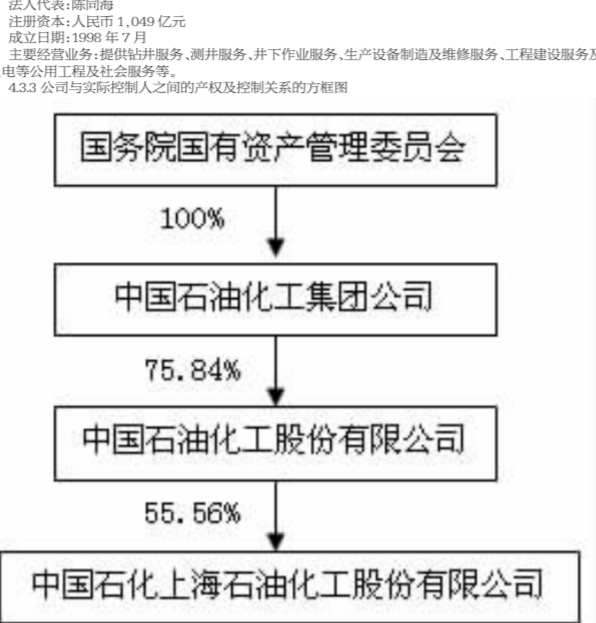 法人代表:陈同海
注册资本:人民币1,049亿元
成立日期:1998年7月
主要经营业务:提供钻井服务、测井服务、井下作业服务、生产设备制造及维修服务、工程建设服务及
电等公用工程及社会服务等。
4.3.3 公司与实际控制人之间的产权及控制关系的方框图
国务院国有资产管理委员会
100%
中国石油化工集团公司
75.84%
中国石油化工股份有限公司
55.56%
中国石化上海石油化工股份有限公司